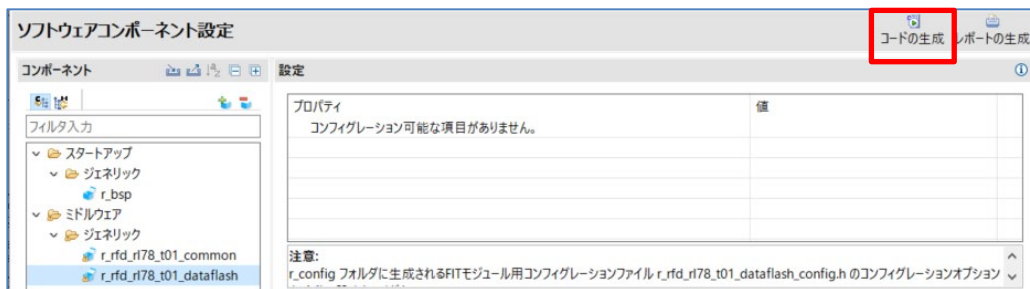 ソフトウェアコンポーネント設定
コードの生成 レポートの生成
コンポーネント
設定
フィルタ入力
プロパティ 値
コンフィグレーション可能な項目がありません。
スタートアップ
ジェネリック
r_bsp
ミドルウェア
ジェネリック
r_rfd_rl78_t01_common
r_rfd_rl78_t01_dataflash
注意:
r_config フォルダに生成されるFITモジュール用コンフィグレーションファイル r_rfd_rl78_t01_dataflash_config.h のコンフィグレーションオプション